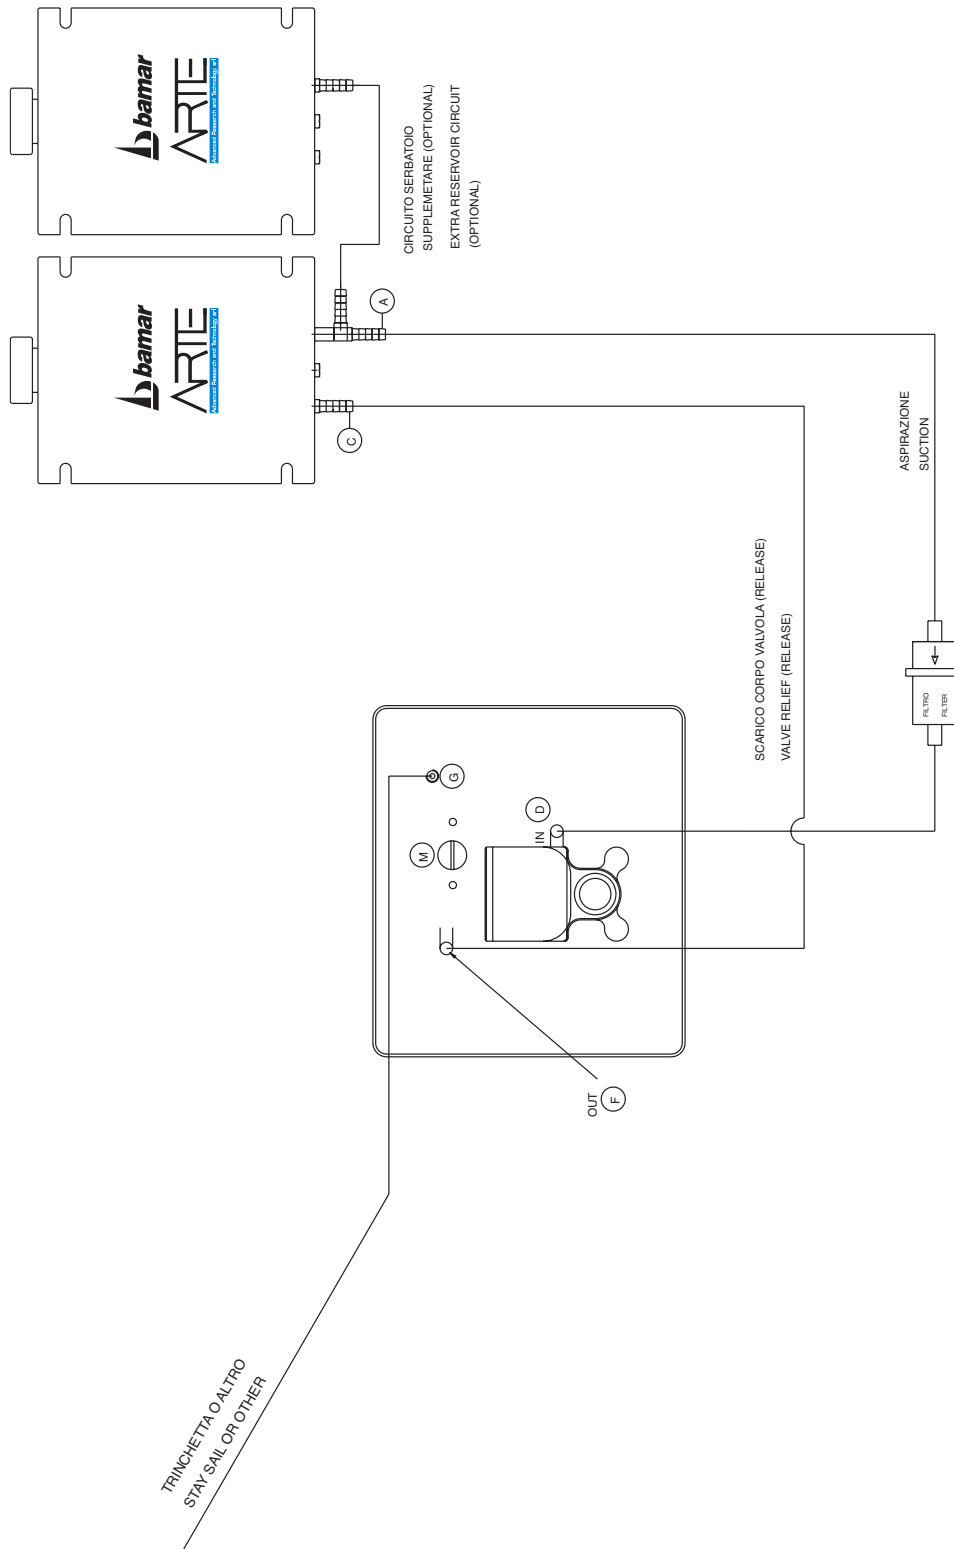 bamar
ARTE
Advanced Research and Technology srl
bamar
ARTE
Advanced Research and Technology srl
CIRCUITO SERBATOIO
SUPPLEMETARE (OPTIONAL)
EXTRA RESERVOIR CIRCUIT
(OPTIONAL)
A
C
ASPIRAZIONE
SUCTION
SCARICO CORPO VALVOLA (RELEASE)
VALVE RELIEF (RELEASE)
FILTRO
FILTER
G
M
D
IN
OUT
F
TRINCHETTA O ALTRO
STAY SAIL OR OTHER